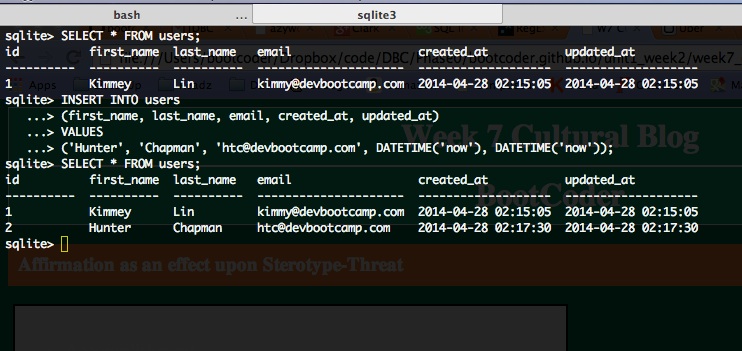 bash ... sqlite3
sqlite> SELECT * FROM users;
id first_name last_name email created_at updated_at
---------- ---------- ---------- -------------------- ------------------- -------------------
1 Kimmey Lin kimmy@devbootcamp.com 2014-04-28 02:15:05 2014-04-28 02:15:05
sqlite> INSERT INTO users
...> (first_name, last_name, email, created_at, updated_at)
...> VALUES
...> ('Hunter', 'Chapman', 'htc@devbootcamp.com', DATETIME('now'), DATETIME('now'));
Week 7 Cultural Blog
sqlite> SELECT * FROM users;
id first_name last_name email created_at updated_at
BootCoder
---------- ---------- ---------- -------------------- ------------------- -------------------
1 Kimmey Lin kimmy@devbootcamp.com 2014-04-28 02:15:05 2014-04-28 02:15:05
2 Hunter Chapman htc@devbootcamp.com 2014-04-28 02:17:30 2014-04-28 02:17:30
sqlite>
Affirmation as an effect upon Sterotype-Threat